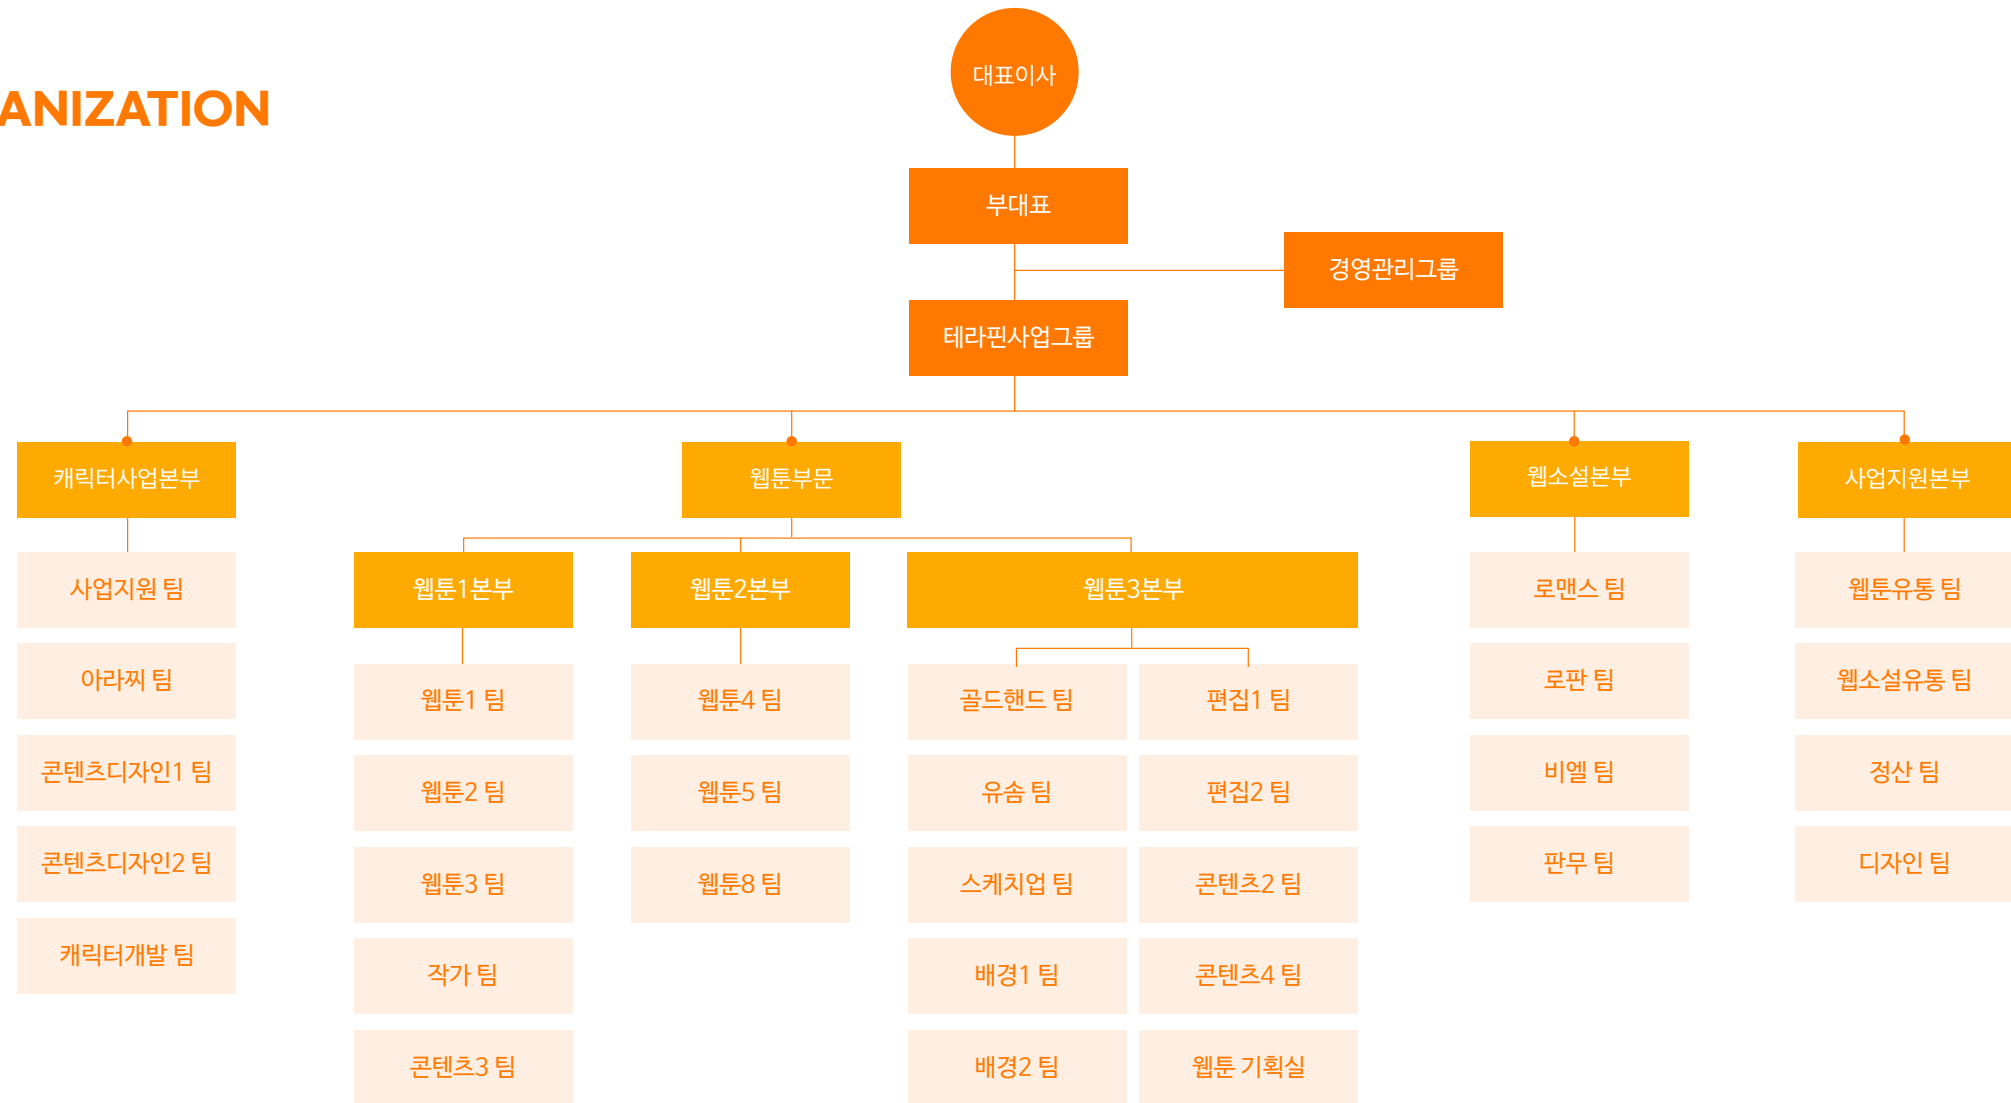 ANIZATION
대표이사
부대표
경영관리그룹
테라핀사업그룹
캐릭터사업본부
웹툰부문
웹소설본부
사업지원본부
사업지원 팀
아라찌 팀
콘텐츠디자인1 팀
콘텐츠디자인2 팀
캐릭터개발 팀
웹툰1본부
웹툰1 팀
웹툰2 팀
웹툰3 팀
작가 팀
콘텐츠3 팀
웹툰2본부
웹툰4 팀
웹툰5 팀
웹툰8 팀
웹툰3본부
골드핸드 팀
유솜 팀
스케치업 팀
배경1 팀
배경2 팀
편집1 팀
편집2 팀
콘텐츠2 팀
콘텐츠4 팀
웹툰 기획실
로맨스 팀
로판 팀
비엘 팀
판무 팀
웹툰유통 팀
웹소설유통 팀
정산 팀
디자인 팀